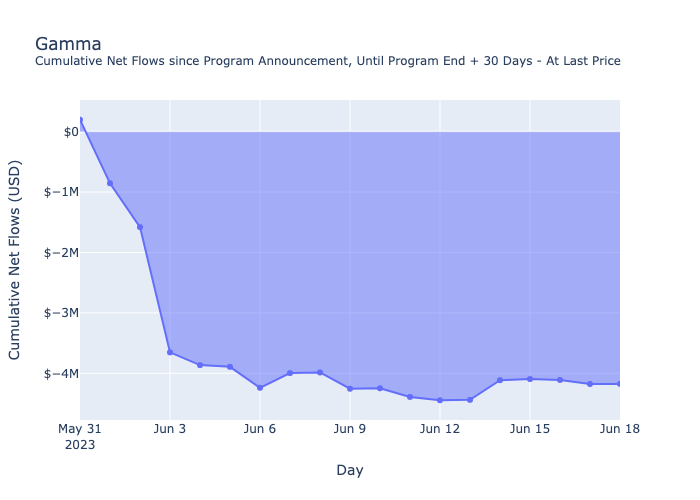 Gamma
Cumulative Net Flows since Program Announcement, Until Program End + 30 Days - At Last Price
Cumulative Net Flows (USD)
$0
$−1M
$−2M
$−3M
$−4M
May 31
2023
Jun 3
Jun 6
Jun 9
Jun 12
Jun 15
Jun 18
Day